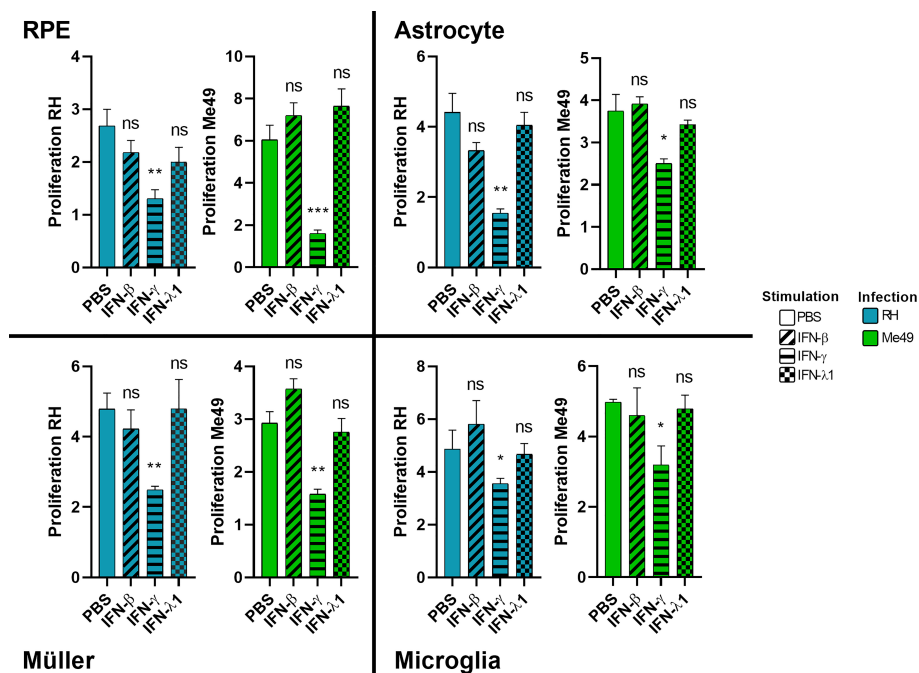 RPE
Proliferation RH
4
3
2
1
0
ns
**
ns
PBS
IFN-β
IFN-γ
IFN-λ1
Proliferation Me49
10
8
6
4
2
0
ns
***
ns
PBS
IFN-β
IFN-γ
IFN-λ1
Astrocyte
Proliferation RH
6
4
2
0
ns
**
ns
PBS
IFN-β
IFN-γ
IFN-λ1
Proliferation Me49
5
4
3
2
1
0
ns
*
ns
PBS
IFN-β
IFN-γ
IFN-λ1
Stimulation
PBS
IFN-β
IFN-γ
IFN-λ1
Infection
RH
Me49
Proliferation RH
6
4
2
0
ns
**
ns
PBS
IFN-β
IFN-γ
IFN-λ1
Proliferation Me49
4
3
2
1
0
ns
**
ns
PBS
IFN-β
IFN-γ
IFN-λ1
Müller
Proliferation RH
8
6
4
2
0
ns
*
ns
PBS
IFN-β
IFN-γ
IFN-λ1
Proliferation Me49
6
4
2
0
ns
*
ns
PBS
IFN-β
IFN-γ
IFN-λ1
Microglia